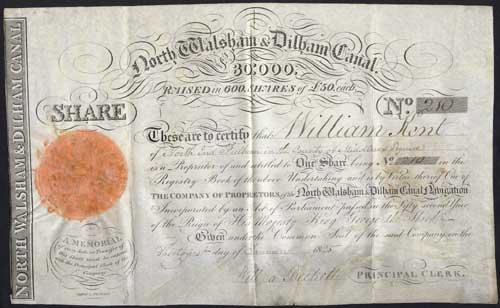 NORTH WALSHAM & DILHAM CANAL
North Walsham & Dilham Canal.
30,000,
RAISED in 600 SHARES of £50 each.
SHARE
No. 210
These are to certify that William Kent
of North End in the County of
is a Proprietor of and intitled to One Share being No. 210 in the
Registry Book of the above Undertaking and is by Virtue thereof One of
THE COMPANY of PROPRIETORS of the North Walsham & Dilham Canal Navigation
Incorporated by an Act of Parliament passed in the Fifty second Year
of the Reign of His Majesty King George the Third
Given under the Common Seal of the said Company the
day of 1825
A MEMORIAL
Company
PRINCIPAL CLERK.